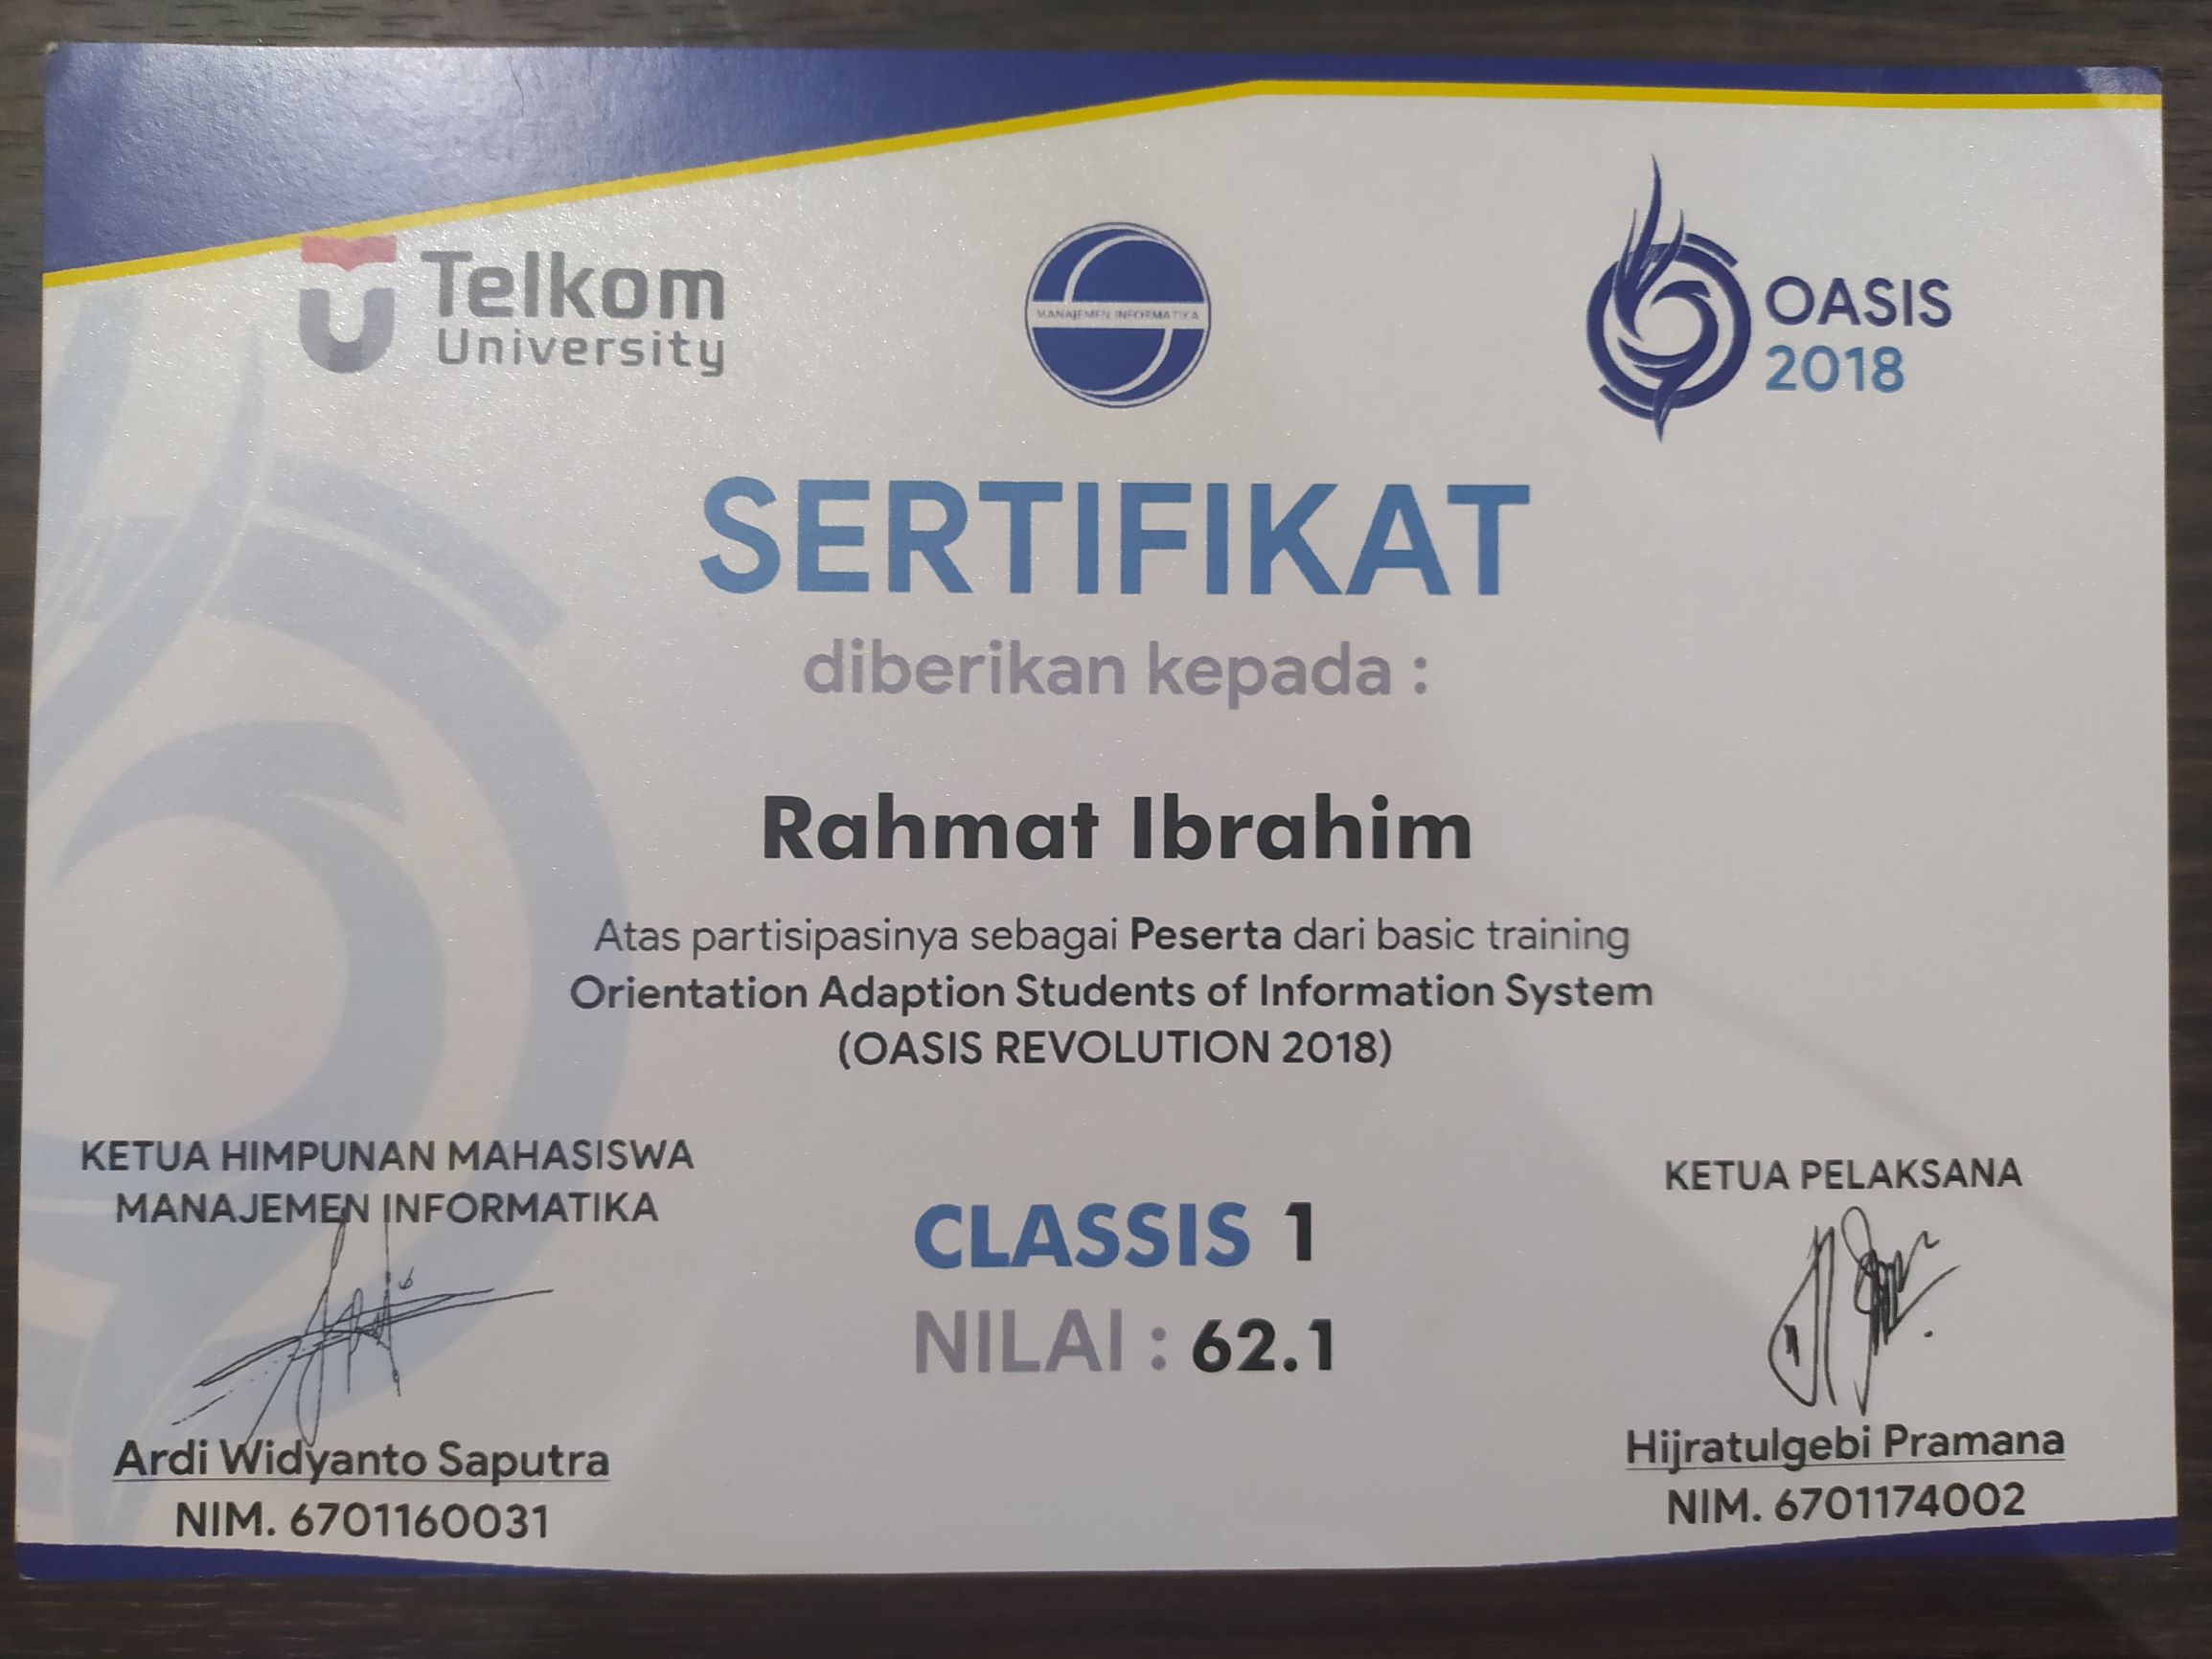 Telkom
University
MANAJEMEN INFORMATIKA
OASIS
2018
SERTIFIKAT
diberikan kepada :
Rahmat Ibrahim
Atas partisipasinya sebagai Peserta dari basic training
Orientation Adaption Students of Information System
(OASIS REVOLUTION 2018)
KETUA HIMPUNAN MAHASISWA
MANAJEMEN INFORMATIKA
Ardi Widyanto Saputra
NIM. 6701160031
CLASSIS 1
NILAI : 62.1
KETUA PELAKSANA
Hijratulgebi Pramana
NIM. 6701174002